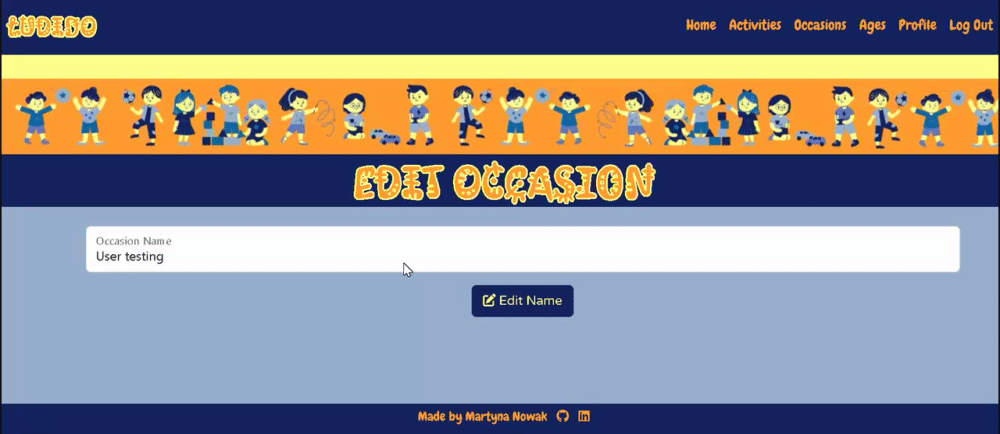 LUDIDO
Home Activities Occasions Ages Profile Log Out
EDIT OCCASION
Occasion Name
User testing
Edit Name
Made by Martyna Nowak